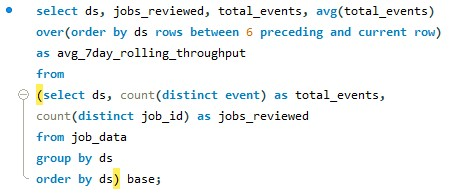 select ds, jobs_reviewed, total_events, avg(total_events)
over(order by ds rows between 6 preceding and current row)
as avg_7day_rolling_throughput
from
(select ds, count(distinct event) as total_events,
count(distinct job_id) as jobs_reviewed
from job_data
group by ds
order by ds) base;